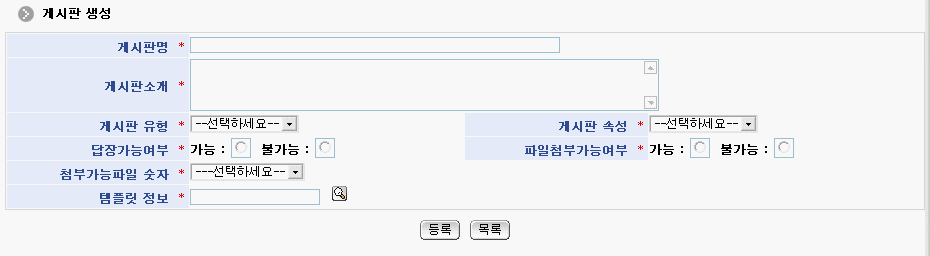 게시판 생성
게시판명 *
게시판소개 *
게시판 유형 * --선택하세요-- 게시판 속성 * --선택하세요--
답장가능여부 * 가능 : 불가능 : 파일첨부가능여부 * 가능 : 불가능 :
첨부가능파일 숫자 * ---선택하세요--
템플릿 정보 *
등록 목록